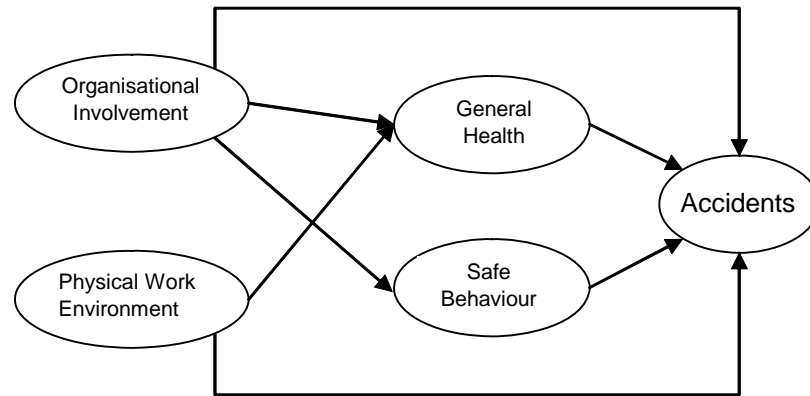 Organisational
Involvement
General
Health
Accidents
Physical Work
Environment
Safe
Behaviour